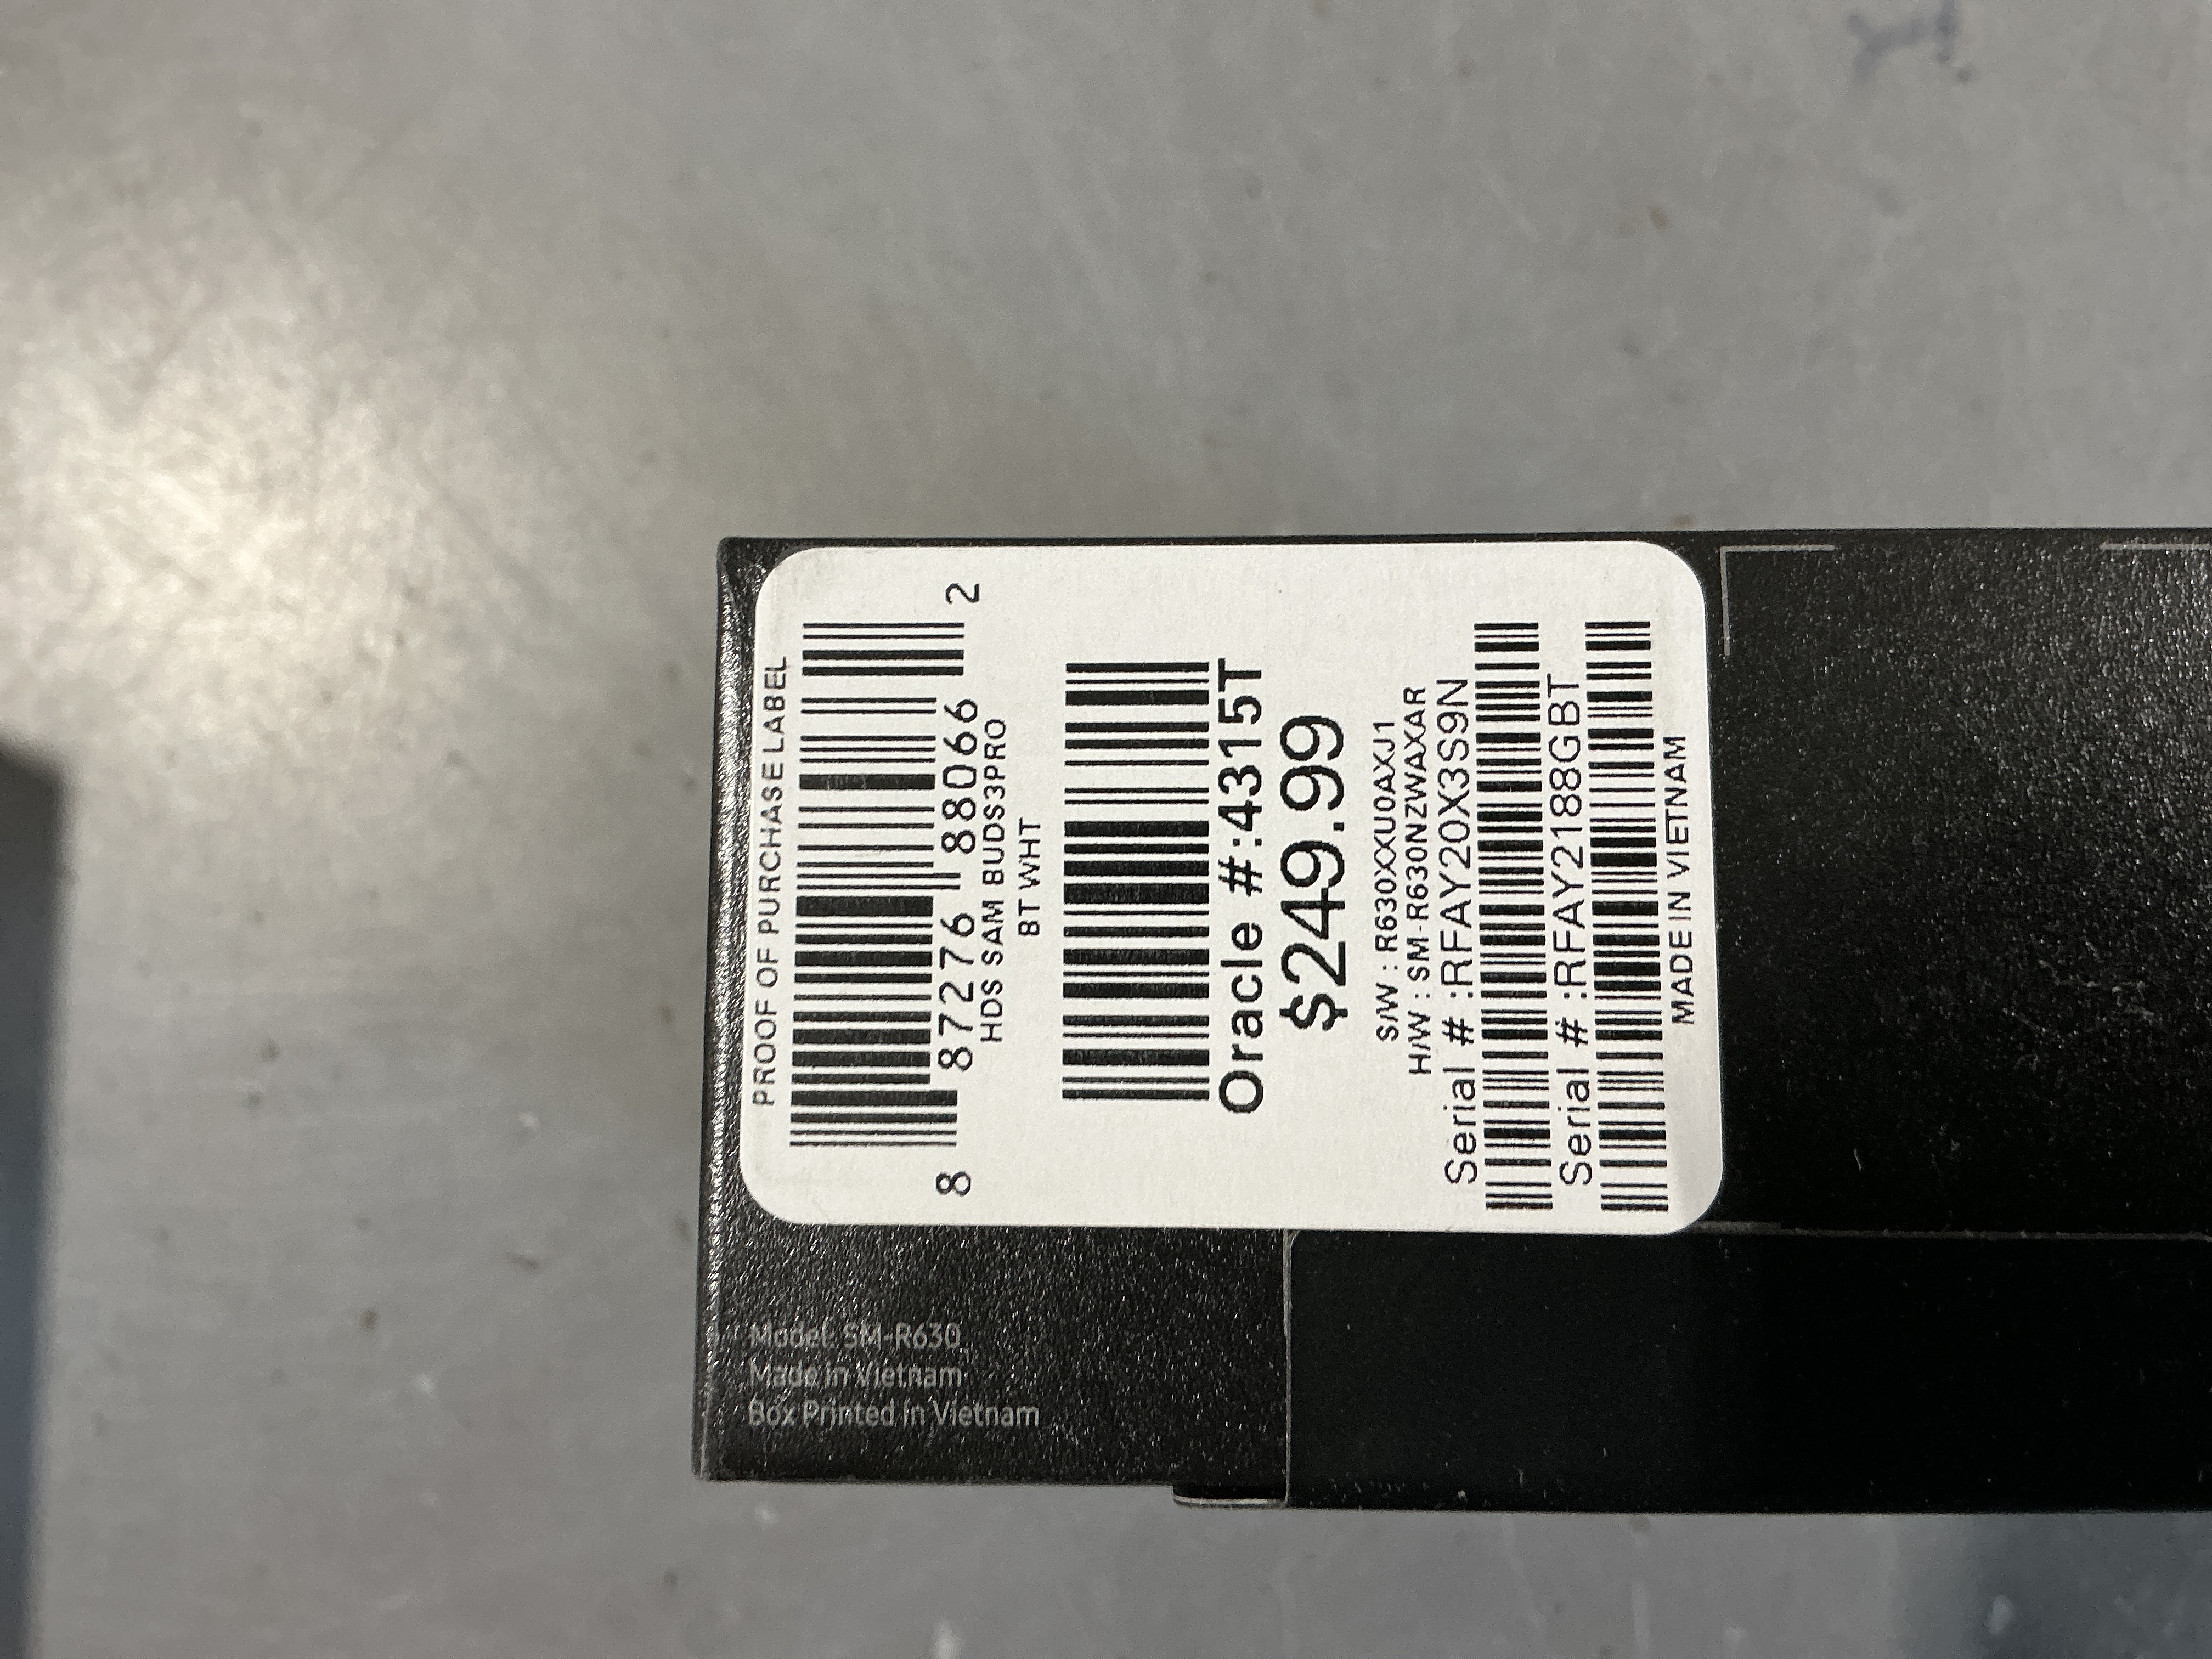 PROOF OF PURCHASE LABEL
8 87276 88066 2
HDS SAM BUDS3PRO
BT WHT
Oracle #:4315T
$249.99
S/W : R630XXU0AXJ1
H/W : SM-R630NZWAXAR
Serial # :RFAY20X3S9N
Serial # :RFAY2188GBT
MADE IN VIETNAM
Model: SM-R630
Made in Vietnam
Box Printed in Vietnam